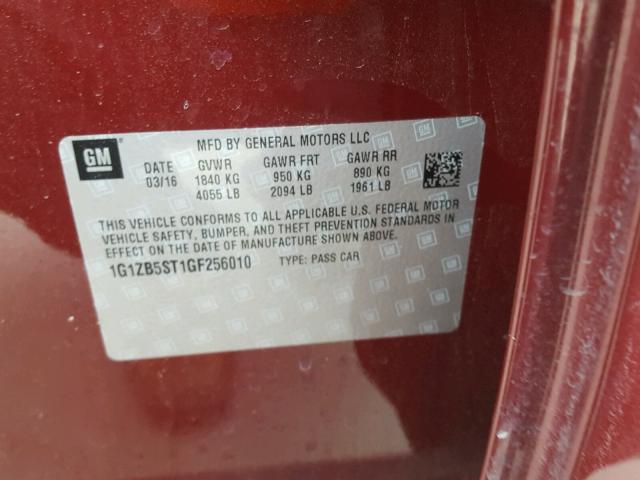 GM
MFD BY GENERAL MOTORS LLC
DATE GVWR GAWR FRT GAWR RR
03/16 1840 KG 950 KG 890 KG
4055 LB 2094 LB 1961 LB
THIS VEHICLE CONFORMS TO ALL APPLICABLE U.S. FEDERAL MOTOR
VEHICLE SAFETY, BUMPER, AND THEFT PREVENTION STANDARDS IN
EFFECT ON THE DATE OF MANUFACTURE SHOWN ABOVE.
1G1ZB5ST1GF256010 TYPE: PASS CAR